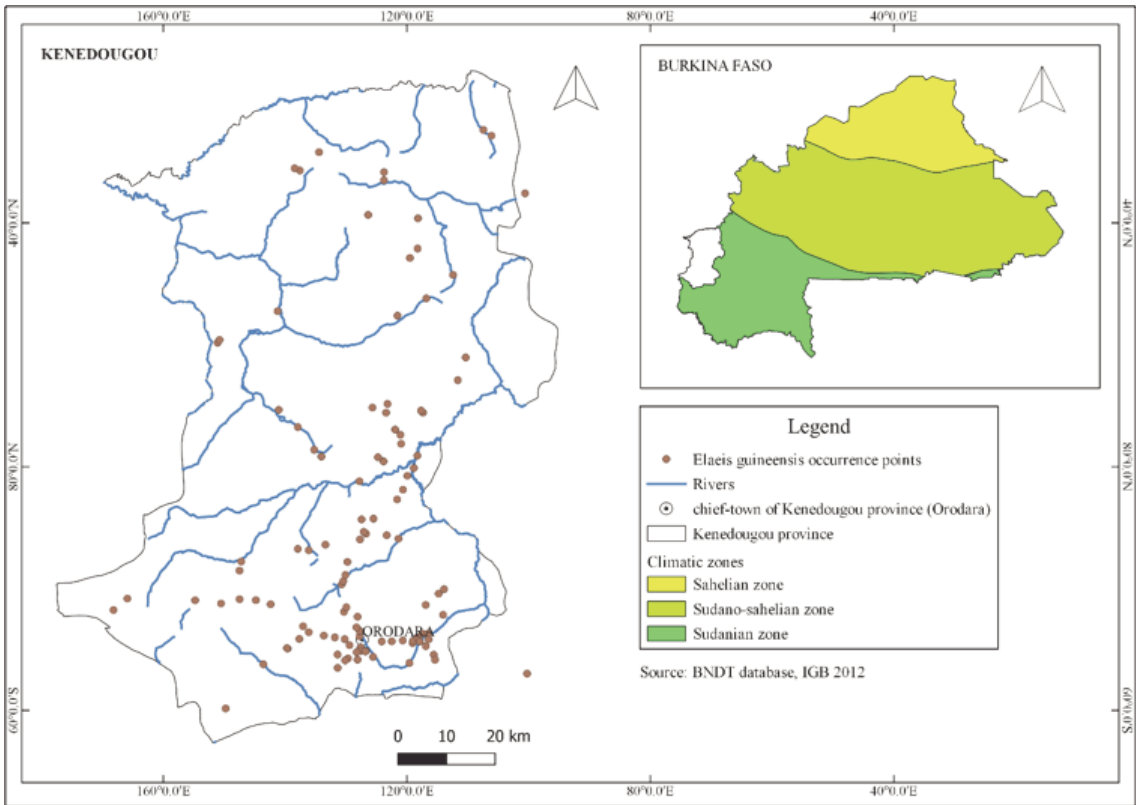 160°0.0'E 120°0.0'E 80°0.0'E 40°0.0'E
KENEDOUGOU
BURKINA FASO
40°0.0'N
40°0.0'N
80°0.0'N
80°0.0'N
60°0.0'S
60°0.0'S
ORODARA
Legend
Elaeis guineensis occurrence points
Rivers
chief-town of Kenedougou province (Orodara)
Kenedougou province
Climatic zones
Sahelian zone
Sudano-sahelian zone
Sudanian zone
Source: BNDT database, IGB 2012
0 10 20 km
160°0.0'E 120°0.0'E 80°0.0'E 40°0.0'E